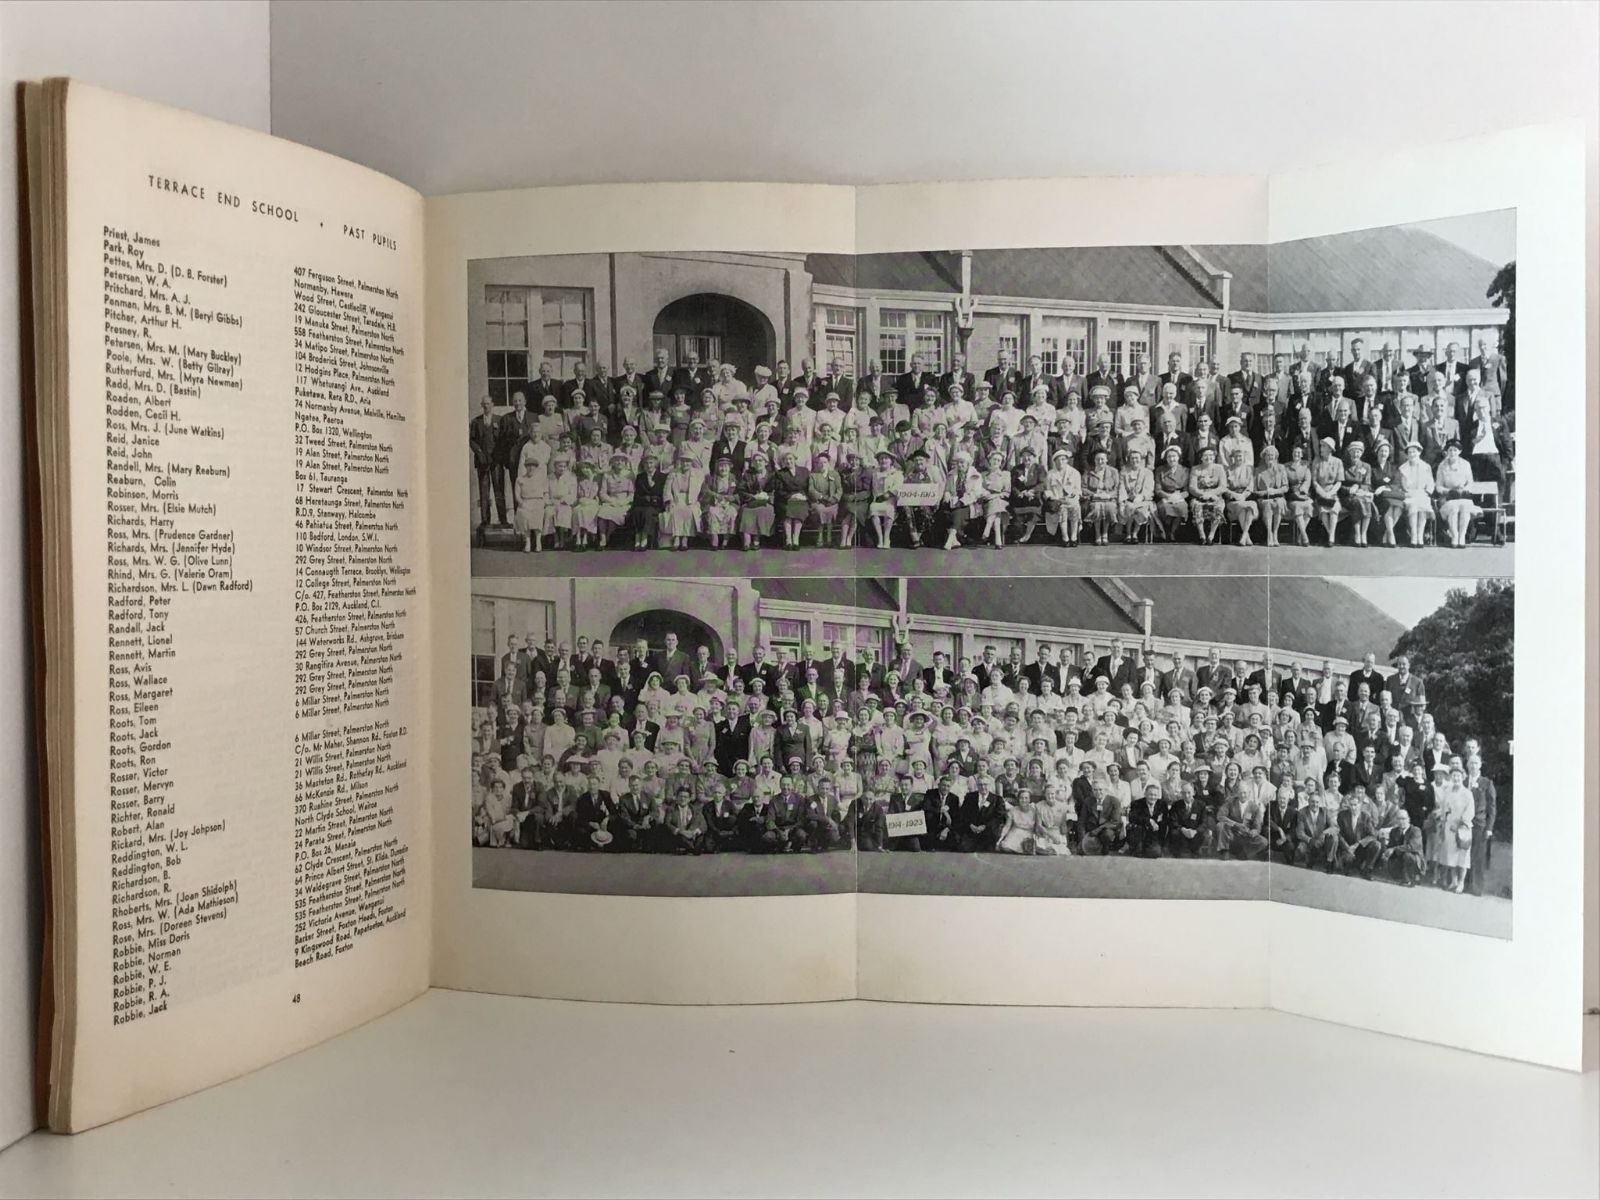 TERRACE END SCHOOL + PAST PUPILS
Priest, James
Park, Roy
Pettes, Mrs. D. (D. B. Forster)
Petersen, W. A.
Pritchard, Mrs. A. J.
Penman, Mrs. B. M. (Beryl Gibbs)
Pitcher, Arthur H.
Presney, R.
Petersen, Mrs. M. (Mary Buckley)
Poole, Mrs. W. (Betty Gilray)
Rutherfurd, Mrs. (Myra Newman)
Radd, Mrs. D. (Bastin)
Roaden, Albert
Rodden, Cecil H.
Ross, Mrs. J. (June Watkins)
Reid, Janice
Reid, John
Randell, Mrs. (Mary Reeburn)
Reaburn, Colin
Robinson, Morris
Rosser, Mrs. (Elsie Mutch)
Richards, Harry
Ross, Mrs. (Prudence Gardner)
Richards, Mrs. (Jennifer Hyde)
Ross, Mrs. W. G. (Olive Lunn)
Rhind, Mrs. G. (Valerie Oram)
Richardson, Mrs. L. (Dawn Radford)
Radford, Peter
Radford, Tony
Randall, Jack
Rennett, Lionel
Rennett, Martin
Ross, Avis
Ross, Wallace
Ross, Margaret
Ross, Eileen
Roots, Tom
Roots, Jack
Roots, Gordon
Roots, Ron
Rosser, Victor
Rosser, Mervyn
Rosser, Barry
Richter, Ronald
Robert, Alan
Rickard, Mrs. (Joy Johpson)
Reddington, W. L.
Reddington, Bob
Richardson, B.
Richardson, R.
Rhoberts, Mrs. (Joan Shidolph)
Ross, Mrs. W. (Ada Mathieson)
Rose, Mrs. (Doreen Stevens)
Robbie, Miss Doris
Robbie, Norman
Robbie, W. E.
Robbie, P. J.
Robbie, R. A.
Robbie, Jack
407 Ferguson Street, Palmerston North
Normanby, Hawera
Wood Street, Castlecliff, Wanganui
242 Gloucester Street, Taradale, H.B.
19 Manuka Street, Palmerston North
558 Featherston Street, Palmerston North
34 Matipo Street, Palmerston North
104 Broderick Street, Johnsonville
12 Hodgins Place, Palmerston North
117 Wheturangi Ave., Auckland
Puketawa, Rera R.D., Aria
74 Normanby Avenue, Melville, Hamilton
Ngatea, Paeroa
P.O. Box 1320, Wellington
32 Tweed Street, Palmerston North
19 Alan Street, Palmerston North
19 Alan Street, Palmerston North
Box 61, Tauranga
17 Stewart Crescent, Palmerston North
68 Heretaunga Street, Palmerston North
R.D.9, Stanwayy, Halcombe
46 Pahiatua Street, Palmerston North
110 Bedford, London, S.W.1.
10 Windsor Street, Palmerston North
292 Grey Street, Palmerston North
14 Connaugth Terrace, Brooklyn, Wellington
12 College Street, Palmerston North
C/o. 427, Featherston Street, Palmerston North
P.O. Box 2129, Auckland, C.I.
426, Featherston Street, Palmerston North
57 Church Street, Palmerston North
144 Waterworks Rd., Ashgrove, Brisbane
292 Grey Street, Palmerston North
30 Rangitira Avenue, Palmerston North
292 Grey Street, Palmerston North
292 Grey Street, Palmerston North
6 Millar Street, Palmerston North
6 Millar Street, Palmerston North
6 Millar Street, Palmerston North
C/o. Mr Maher, Shannon Rd., Foxton R.D.
21 Willis Street, Palmerston North
21 Willis Street, Palmerston North
36 Masteton Rd., Rothefay Rd., Auckland
66 McKenzie Rd., Milson
370 Ruahine Street, Palmerston North
North Clyde School, Wairoa
22 Martin Street, Palmerston North
24 Parata Street, Palmerston North
P.O. Box 26, Manaia
62 Clyde Crescent, Palmerston North
64 Prince Albert Street, St. Kilda, Dunedin
34 Waldegrave Street, Palmerston North
535 Featherston Street, Palmerston North
535 Featherston Street, Palmerston North
252 Victoria Avenue, Wanganui
Barker Street, Foxton Heads, Foxton
9 Kingswood Road, Papatoetoe, Auckland
Beach Road, Foxton
48
1904-1913
1914-1923